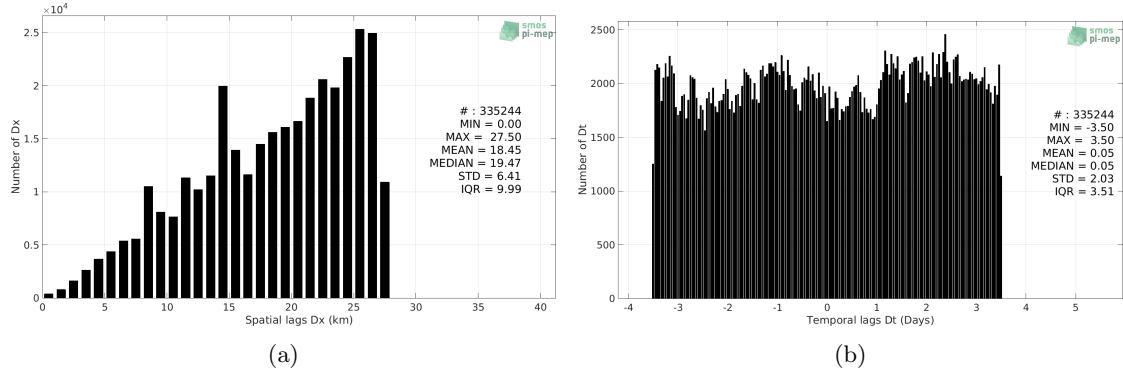 ×10⁴
2.5
2
1.5
1
0.5
0
Number of Dx
0
5
10
15
20
25
30
35
40
Spatial lags Dx (km)
smos
pi-mep
# : 335244
MIN = 0.00
MAX = 27.50
MEAN = 18.45
MEDIAN = 19.47
STD = 6.41
IQR = 9.99
(a)
2500
2000
1500
1000
500
0
Number of Dt
-4
-3
-2
-1
0
1
2
3
4
5
Temporal lags Dt (Days)
smos
pi-mep
# : 335244
MIN = -3.50
MAX = 3.50
MEAN = 0.05
MEDIAN = 0.05
STD = 2.03
IQR = 3.51
(b)